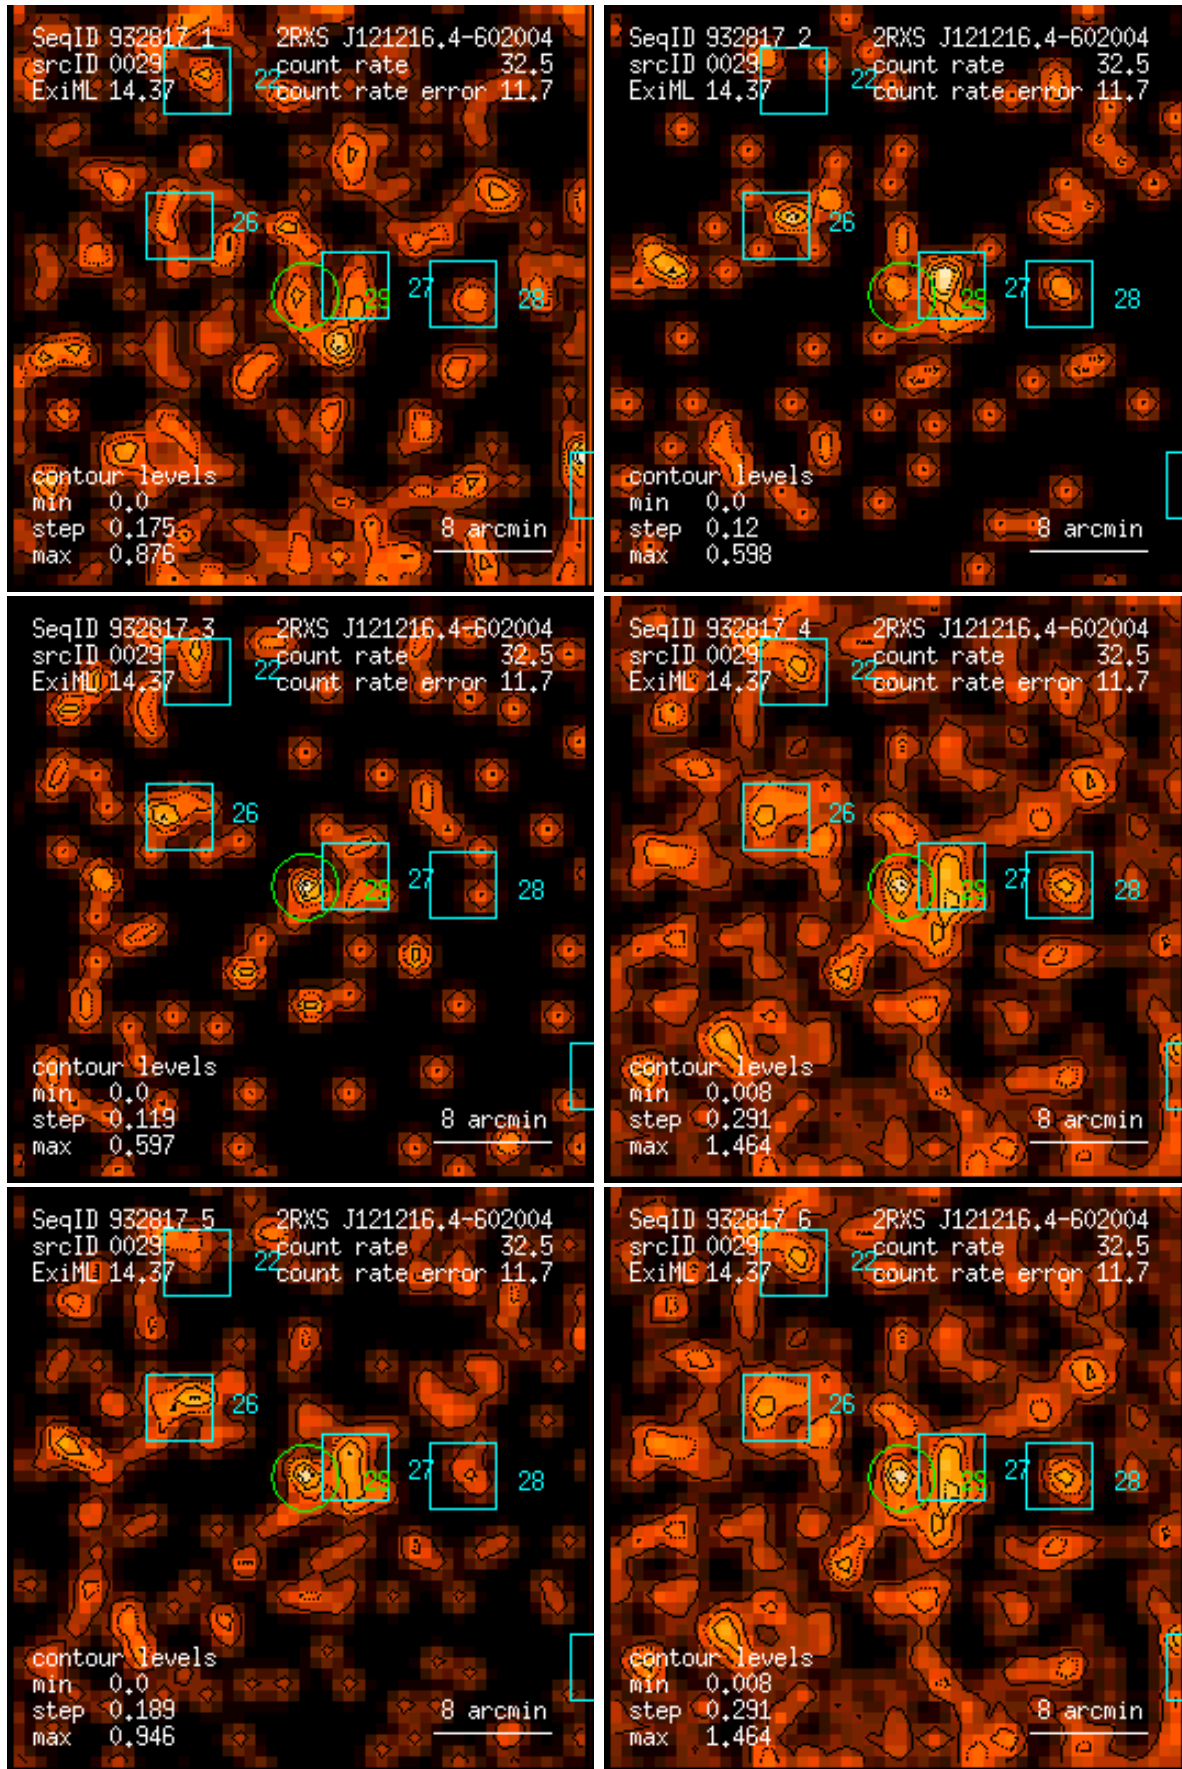 SeqID 932817_1 2RXS J121216.4-602004
srcID 0029 count rate 32.5
ExiML 14.37 count rate error 11.7
22
26
27
28
29
contour levels
min 0.0
step 0.175
max 0.876
8 arcmin
SeqID 932817_2 2RXS J121216.4-602004
srcID 0029 count rate 32.5
ExiML 14.37 count rate error 11.7
22
26
27
28
29
contour levels
min 0.0
step 0.12
max 0.598
8 arcmin
SeqID 932817_3 2RXS J121216.4-602004
srcID 0029 count rate 32.5
ExiML 14.37 count rate error 11.7
22
26
27
28
29
contour levels
min 0.0
step 0.119
max 0.597
8 arcmin
SeqID 932817_4 2RXS J121216.4-602004
srcID 0029 count rate 32.5
ExiML 14.37 count rate error 11.7
22
26
27
28
29
contour levels
min 0.008
step 0.291
max 1.464
8 arcmin
SeqID 932817_5 2RXS J121216.4-602004
srcID 0029 count rate 32.5
ExiML 14.37 count rate error 11.7
22
26
27
28
29
contour levels
min 0.0
step 0.189
max 0.946
8 arcmin
SeqID 932817_6 2RXS J121216.4-602004
srcID 0029 count rate 32.5
ExiML 14.37 count rate error 11.7
22
26
27
28
29
contour levels
min 0.008
step 0.291
max 1.464
8 arcmin